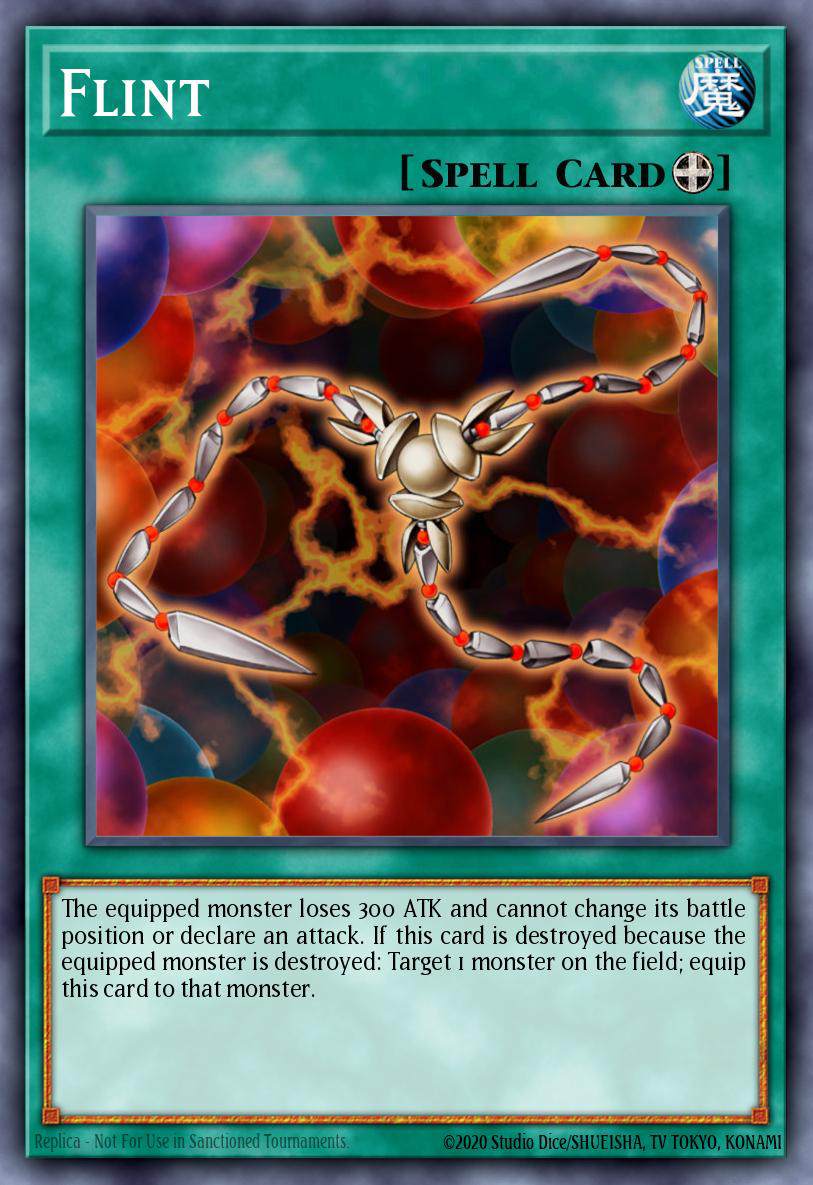 FLINT
SPELL
魔
[SPELL CARD]
The equipped monster loses 300 ATK and cannot change its battle
position or declare an attack. If this card is destroyed because the
equipped monster is destroyed: Target 1 monster on the field; equip
this card to that monster.
Replica - Not For Use in Sanctioned Tournaments.
©2020 Studio Dice/SHUEISHA, TV TOKYO, KONAMI